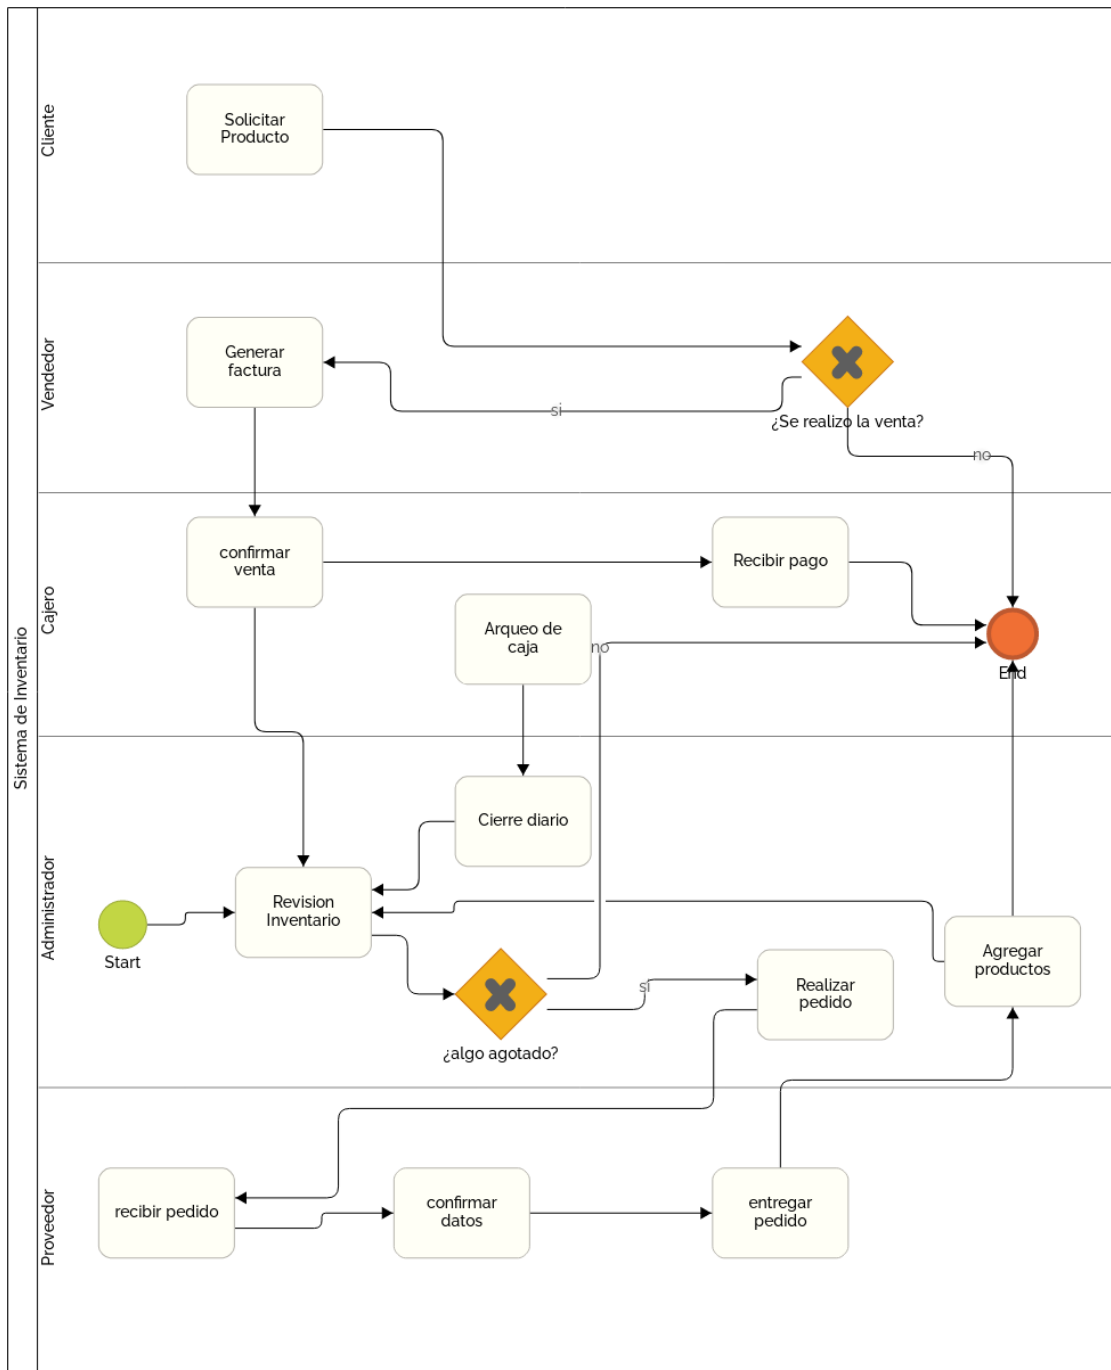 Sistema de Inventario
Cliente
Solicitar
Producto
Vendedor
Generar
factura
si
¿Se realizo la venta?
no
Cajero
confirmar
venta
Recibir pago
Arqueo de
caja
no
End
Administrador
Cierre diario
Revision
Inventario
Start
Agregar
productos
Realizar
pedido
si
¿algo agotado?
Proveedor
recibir pedido
confirmar
datos
entregar
pedido